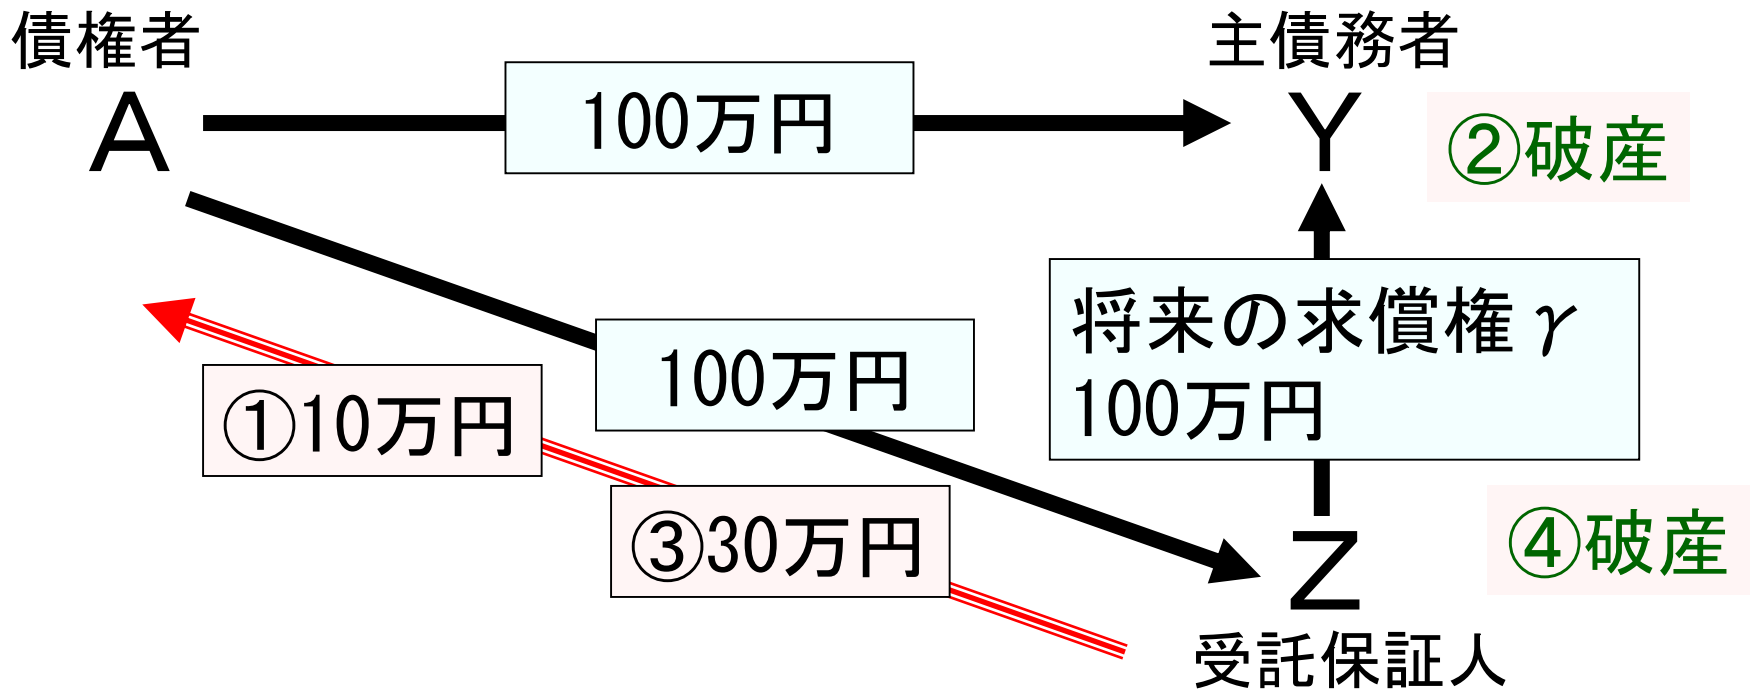 債権者
主債務者
A
100万円
Y
②破産
将来の求償権γ
100万円
100万円
①10万円
③30万円
Z
④破産
受託保証人